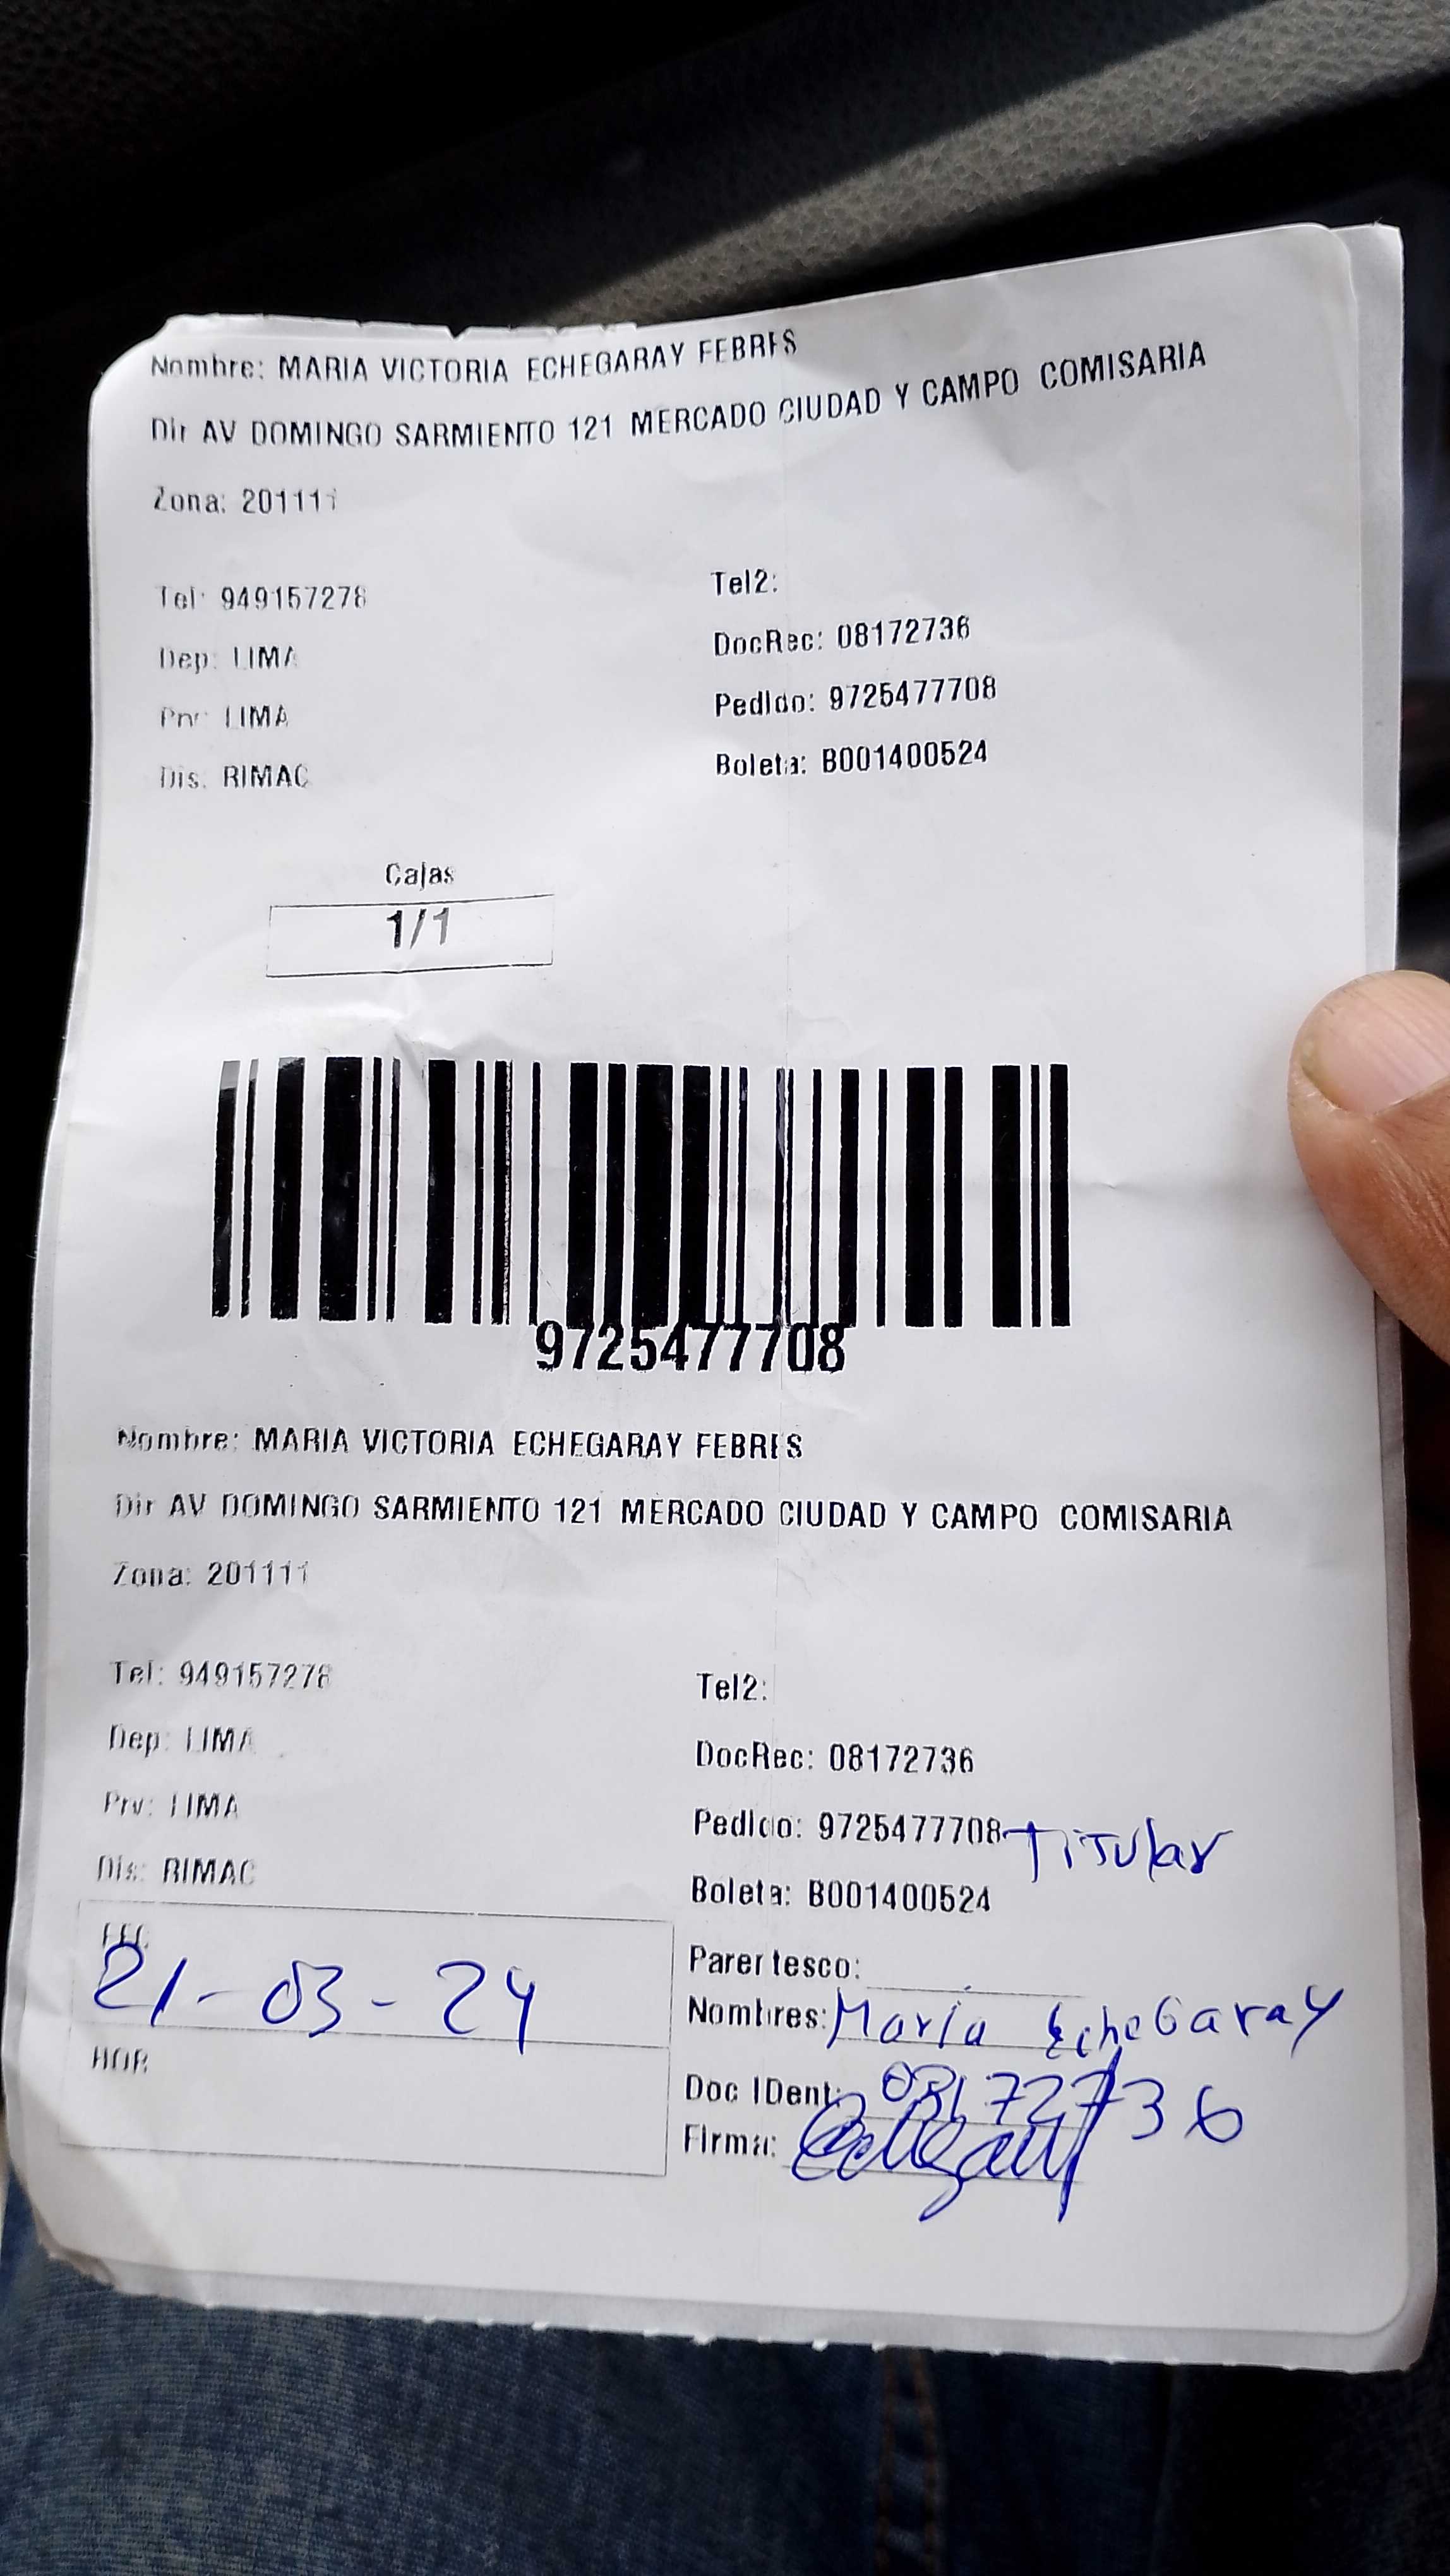 Nombre: MARIA VICTORIA ECHEGARAY FEBRES
Dir AV DOMINGO SARMIENTO 121 MERCADO CIUDAD Y CAMPO COMISARIA
Zona: 201111
Tel: 949157278
Tel2:
Dep: LIMA
DocRec: 08172736
Prv: LIMA
Pedido: 9725477708
Dis: RIMAC
Boleta: B001400524
Cajas
1/1
9725477708
Nombre: MARIA VICTORIA ECHEGARAY FEBRES
Dir AV DOMINGO SARMIENTO 121 MERCADO CIUDAD Y CAMPO COMISARIA
Zona: 201111
Tel: 949157278
Tel2:
Dep: LIMA
DocRec: 08172736
Prv: LIMA
Pedido: 9725477708 Titular
Dis: RIMAC
Boleta: B001400524
FEC
21-03-24
Parentesco:
Nombres: Maria Echegaray
HOR
Doc IDent: 08172736
Firma: